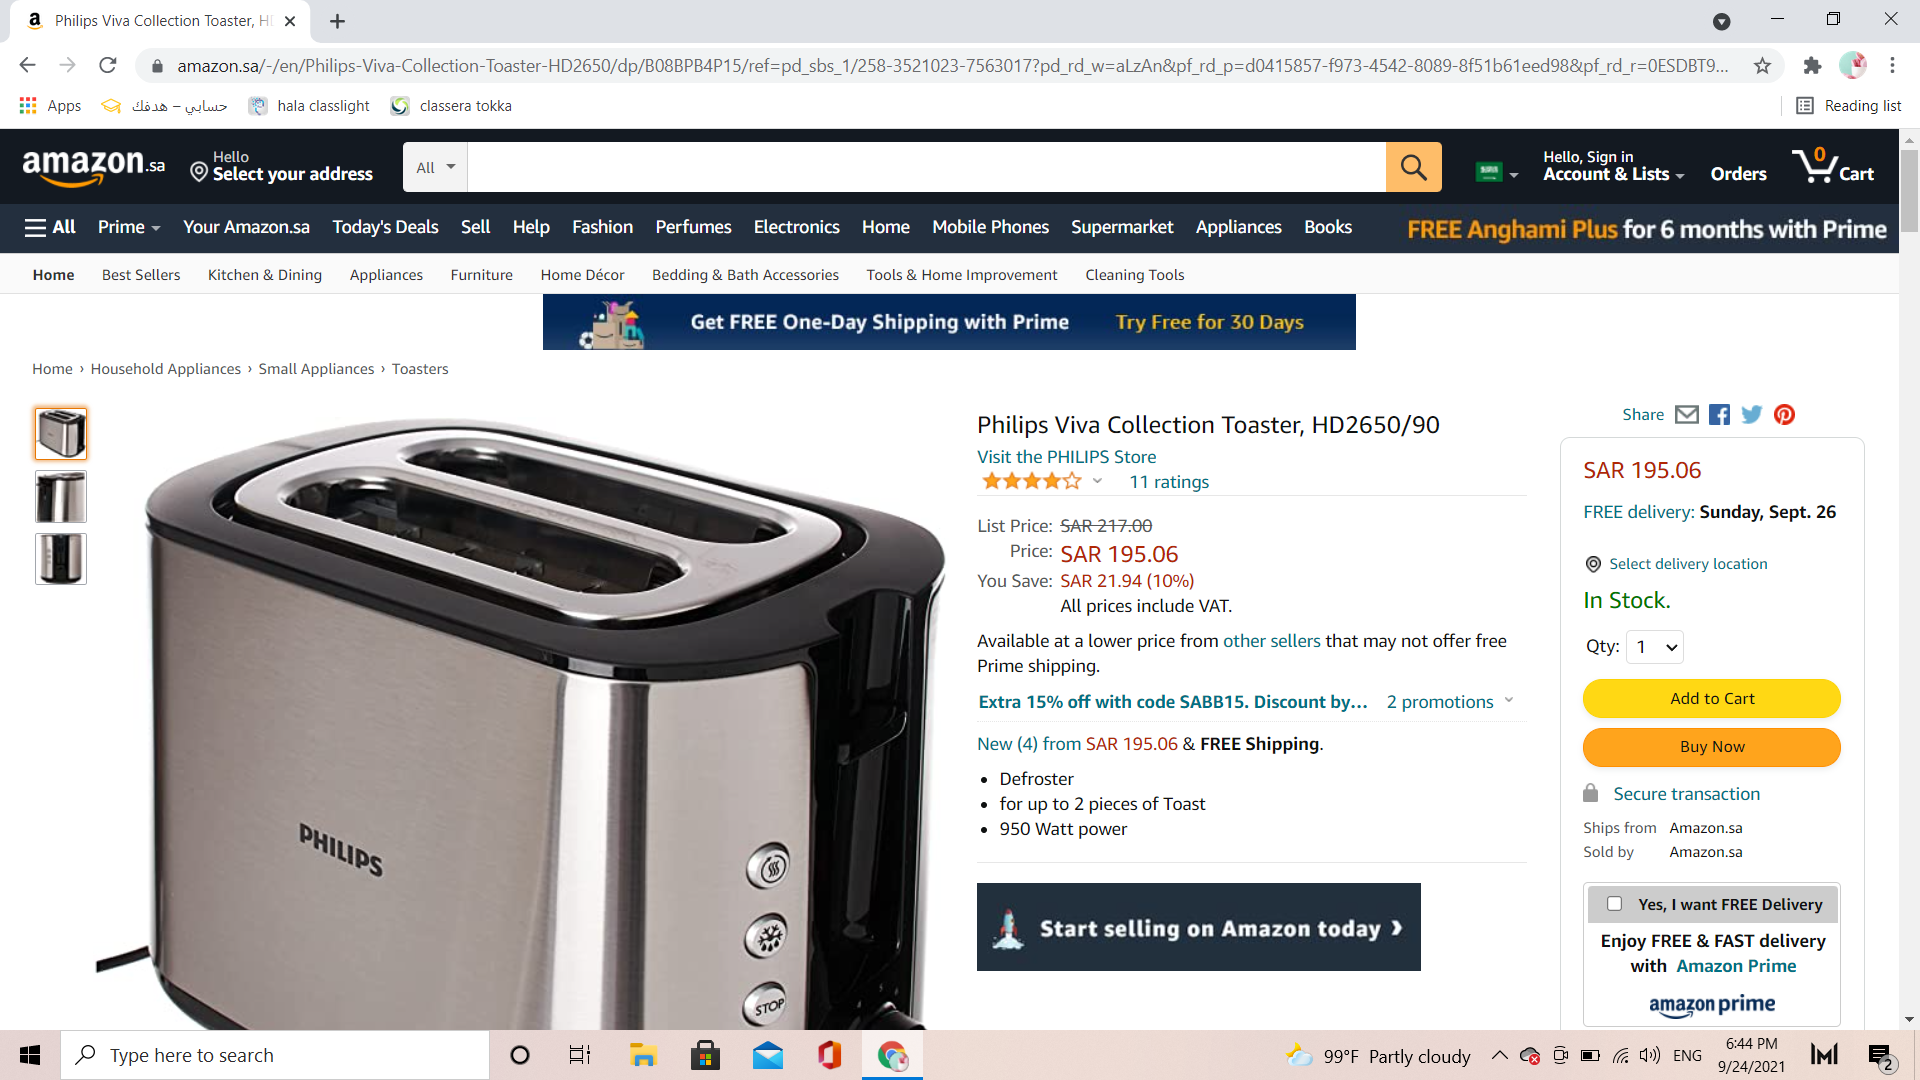 Philips Viva Collection Toaster, H
amazon.sa/-/en/Philips-Viva-Collection-Toaster-HD2650/dp/B08BPB4P15/ref=pd_sbs_1/258-3521023-7563017?pd_rd_w=aLzAn&pf_rd_p=d0415857-f973-4542-8089-8f51b61eed98&pf_rd_r=0ESDBT9...
Apps حسابي – هدفك hala classlight classera tokka Reading list
amazon.sa Hello
Select your address All Hello, Sign in
Account & Lists Orders 0 Cart
All Prime Your Amazon.sa Today's Deals Sell Help Fashion Perfumes Electronics Home Mobile Phones Supermarket Appliances Books FREE Anghami Plus for 6 months with Prime
Home Best Sellers Kitchen & Dining Appliances Furniture Home Décor Bedding & Bath Accessories Tools & Home Improvement Cleaning Tools
Get FREE One-Day Shipping with Prime Try Free for 30 Days
Home › Household Appliances › Small Appliances › Toasters
PHILIPS
STOP
Philips Viva Collection Toaster, HD2650/90
Visit the PHILIPS Store
11 ratings
List Price: SAR 217.00
Price: SAR 195.06
You Save: SAR 21.94 (10%)
All prices include VAT.
Available at a lower price from other sellers that may not offer free
Prime shipping.
Extra 15% off with code SABB15. Discount by... 2 promotions
New (4) from SAR 195.06 & FREE Shipping.
• Defroster
• for up to 2 pieces of Toast
• 950 Watt power
Start selling on Amazon today ›
Share
SAR 195.06
FREE delivery: Sunday, Sept. 26
Select delivery location
In Stock.
Qty: 1
Add to Cart
Buy Now
Secure transaction
Ships from Amazon.sa
Sold by Amazon.sa
Yes, I want FREE Delivery
Enjoy FREE & FAST delivery
with Amazon Prime
amazon prime
Type here to search 99°F Partly cloudy ENG 6:44 PM
9/24/2021 2